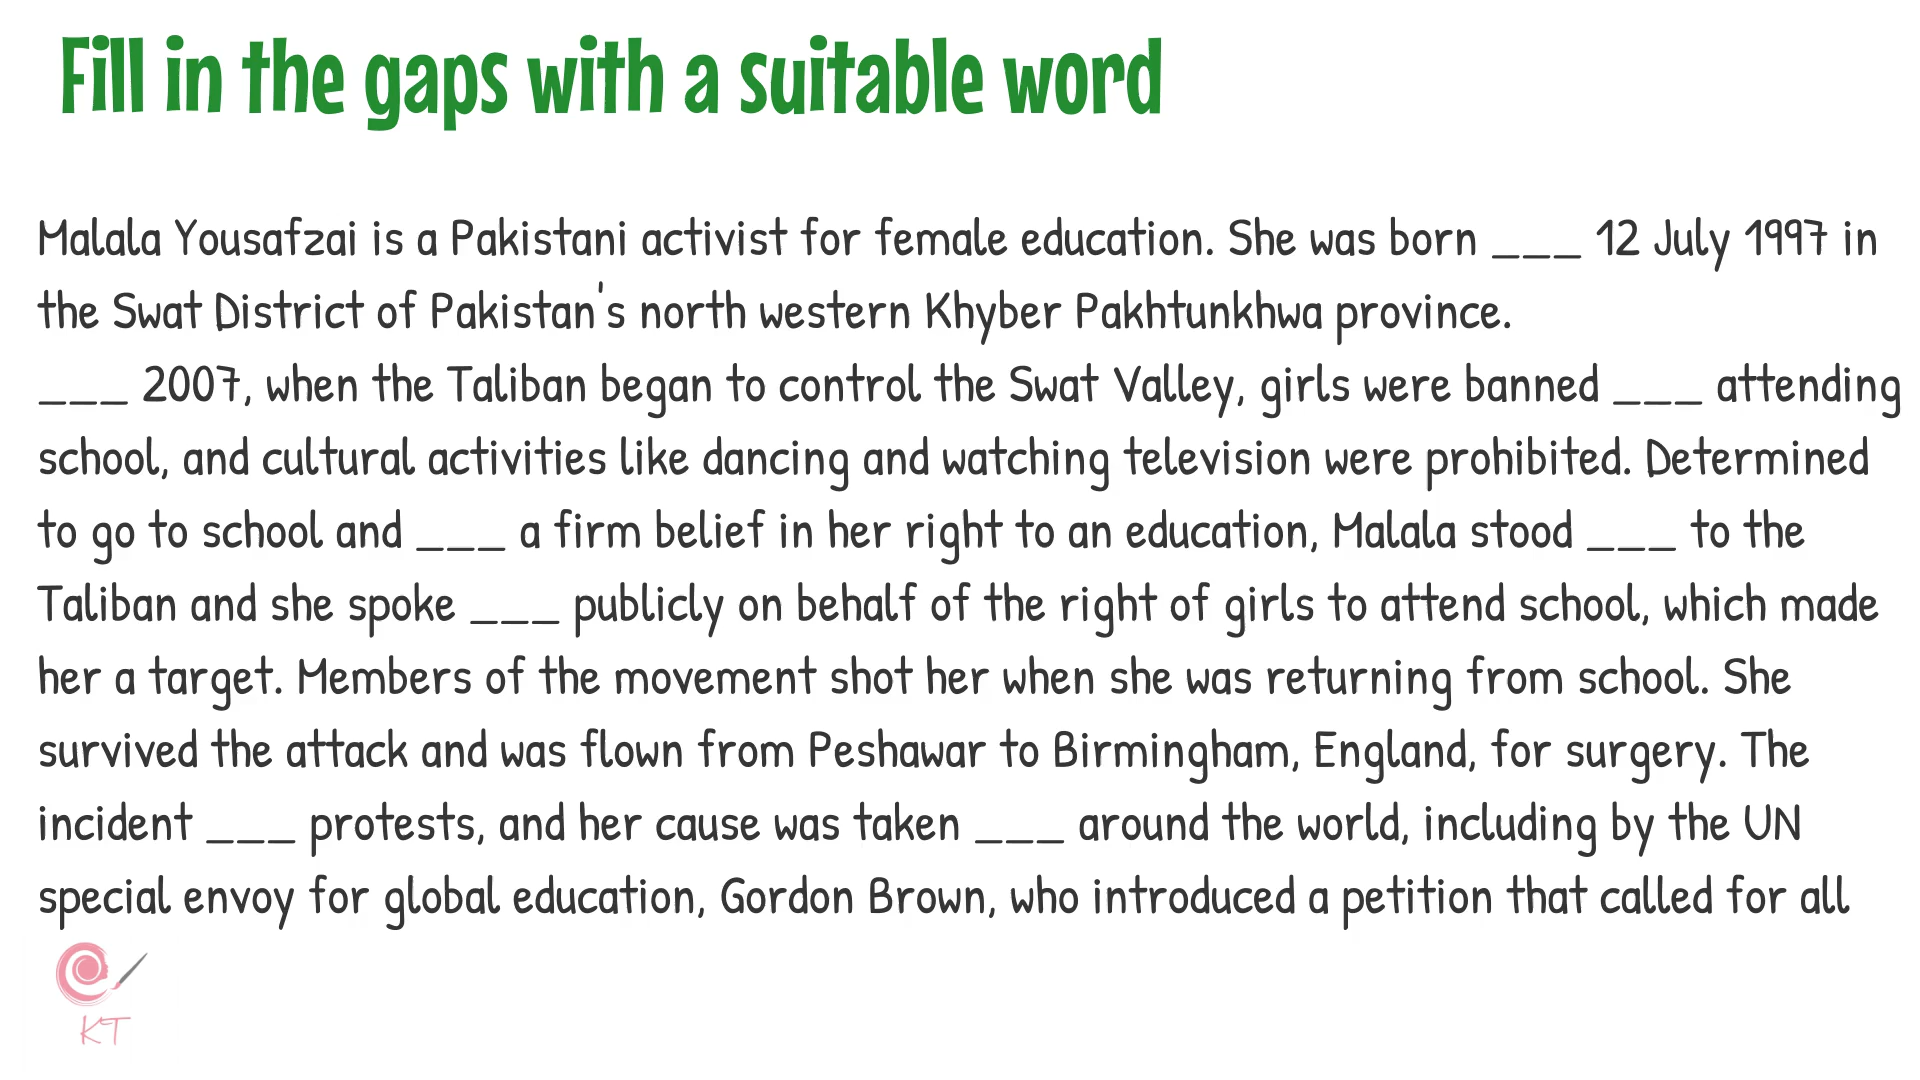 Fill in the gaps with a suitable word
Malala Yousafzai is a Pakistani activist for female education. She was born ___ 12 July 1997 in
the Swat District of Pakistan's north western Khyber Pakhtunkhwa province.
___ 2007, when the Taliban began to control the Swat Valley, girls were banned ___ attending
school, and cultural activities like dancing and watching television were prohibited. Determined
to go to school and ___ a firm belief in her right to an education, Malala stood ___ to the
Taliban and she spoke ___ publicly on behalf of the right of girls to attend school, which made
her a target. Members of the movement shot her when she was returning from school. She
survived the attack and was flown from Peshawar to Birmingham, England, for surgery. The
incident ___ protests, and her cause was taken ___ around the world, including by the UN
special envoy for global education, Gordon Brown, who introduced a petition that called for all
KT